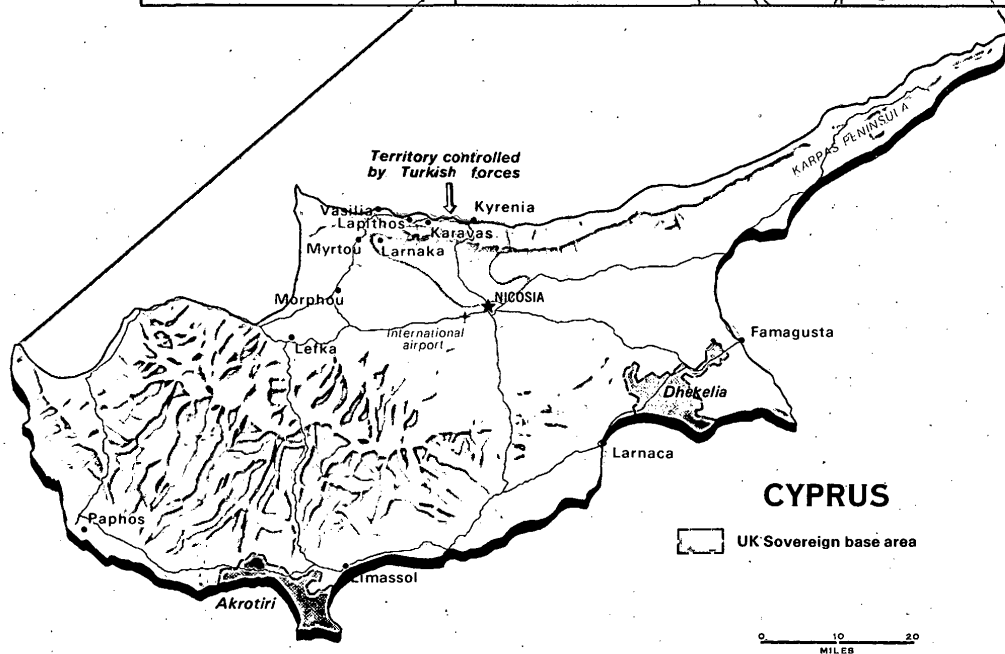 KARPAS PENINSULA
Territory controlled
by Turkish forces
Vasilia
Kyrenia
Lapithos
Karavas
Myrtou
Larnaka
Morphou
NICOSIA
International
airport
Lefka
Famagusta
Dhekelia
Larnaca
CYPRUS
Paphos
UK Sovereign base area
Limassol
Akrotiri
0 10 20
MILES